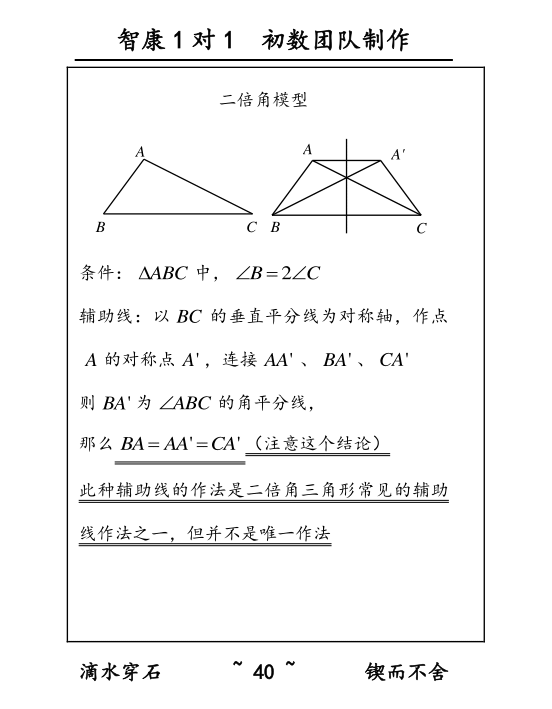 智康1对1 初数团队制作
二倍角模型
A
B
C
A
A'
B
C
条件：ΔABC 中，∠B=2∠C
辅助线：以 BC 的垂直平分线为对称轴，作点
A 的对称点 A'，连接 AA'、BA'、CA'
则 BA' 为 ∠ABC 的角平分线，
那么 BA=AA'=CA'（注意这个结论）
此种辅助线的作法是二倍角三角形常见的辅助
线作法之一，但并不是唯一作法
滴水穿石 ~ 40 ~ 锲而不舍